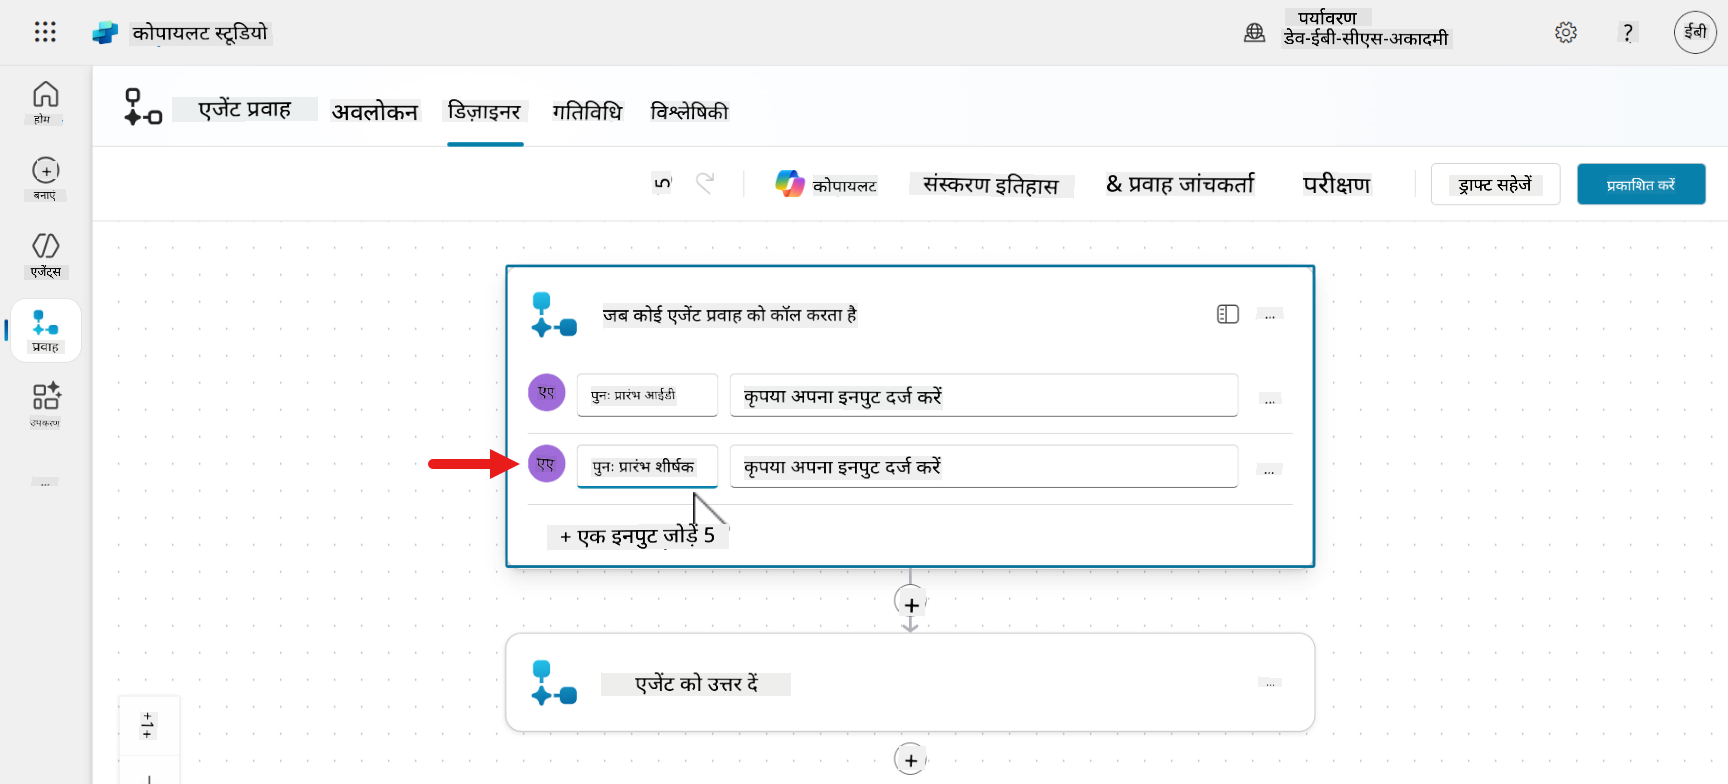 कोपायलट स्टूडियो
पर्यावरण
डेव-ईबी-सीएस-अकादमी
?
ईबी
होम
बनाएं
एजेंट्स
प्रवाह
उपकरण
...
एजेंट प्रवाह
अवलोकन
डिज़ाइनर
गतिविधि
विश्लेषिकी
कोपायलट
संस्करण इतिहास
& प्रवाह जांचकर्ता
परीक्षण
ड्राफ्ट सहेजें
प्रकाशित करें
जब कोई एजेंट प्रवाह को कॉल करता है
...
एए
पुनः प्रारंभ आईडी
कृपया अपना इनपुट दर्ज करें
...
एए
पुनः प्रारंभ शीर्षक
कृपया अपना इनपुट दर्ज करें
...
+ एक इनपुट जोड़ें 5
एजेंट को उत्तर दें
...